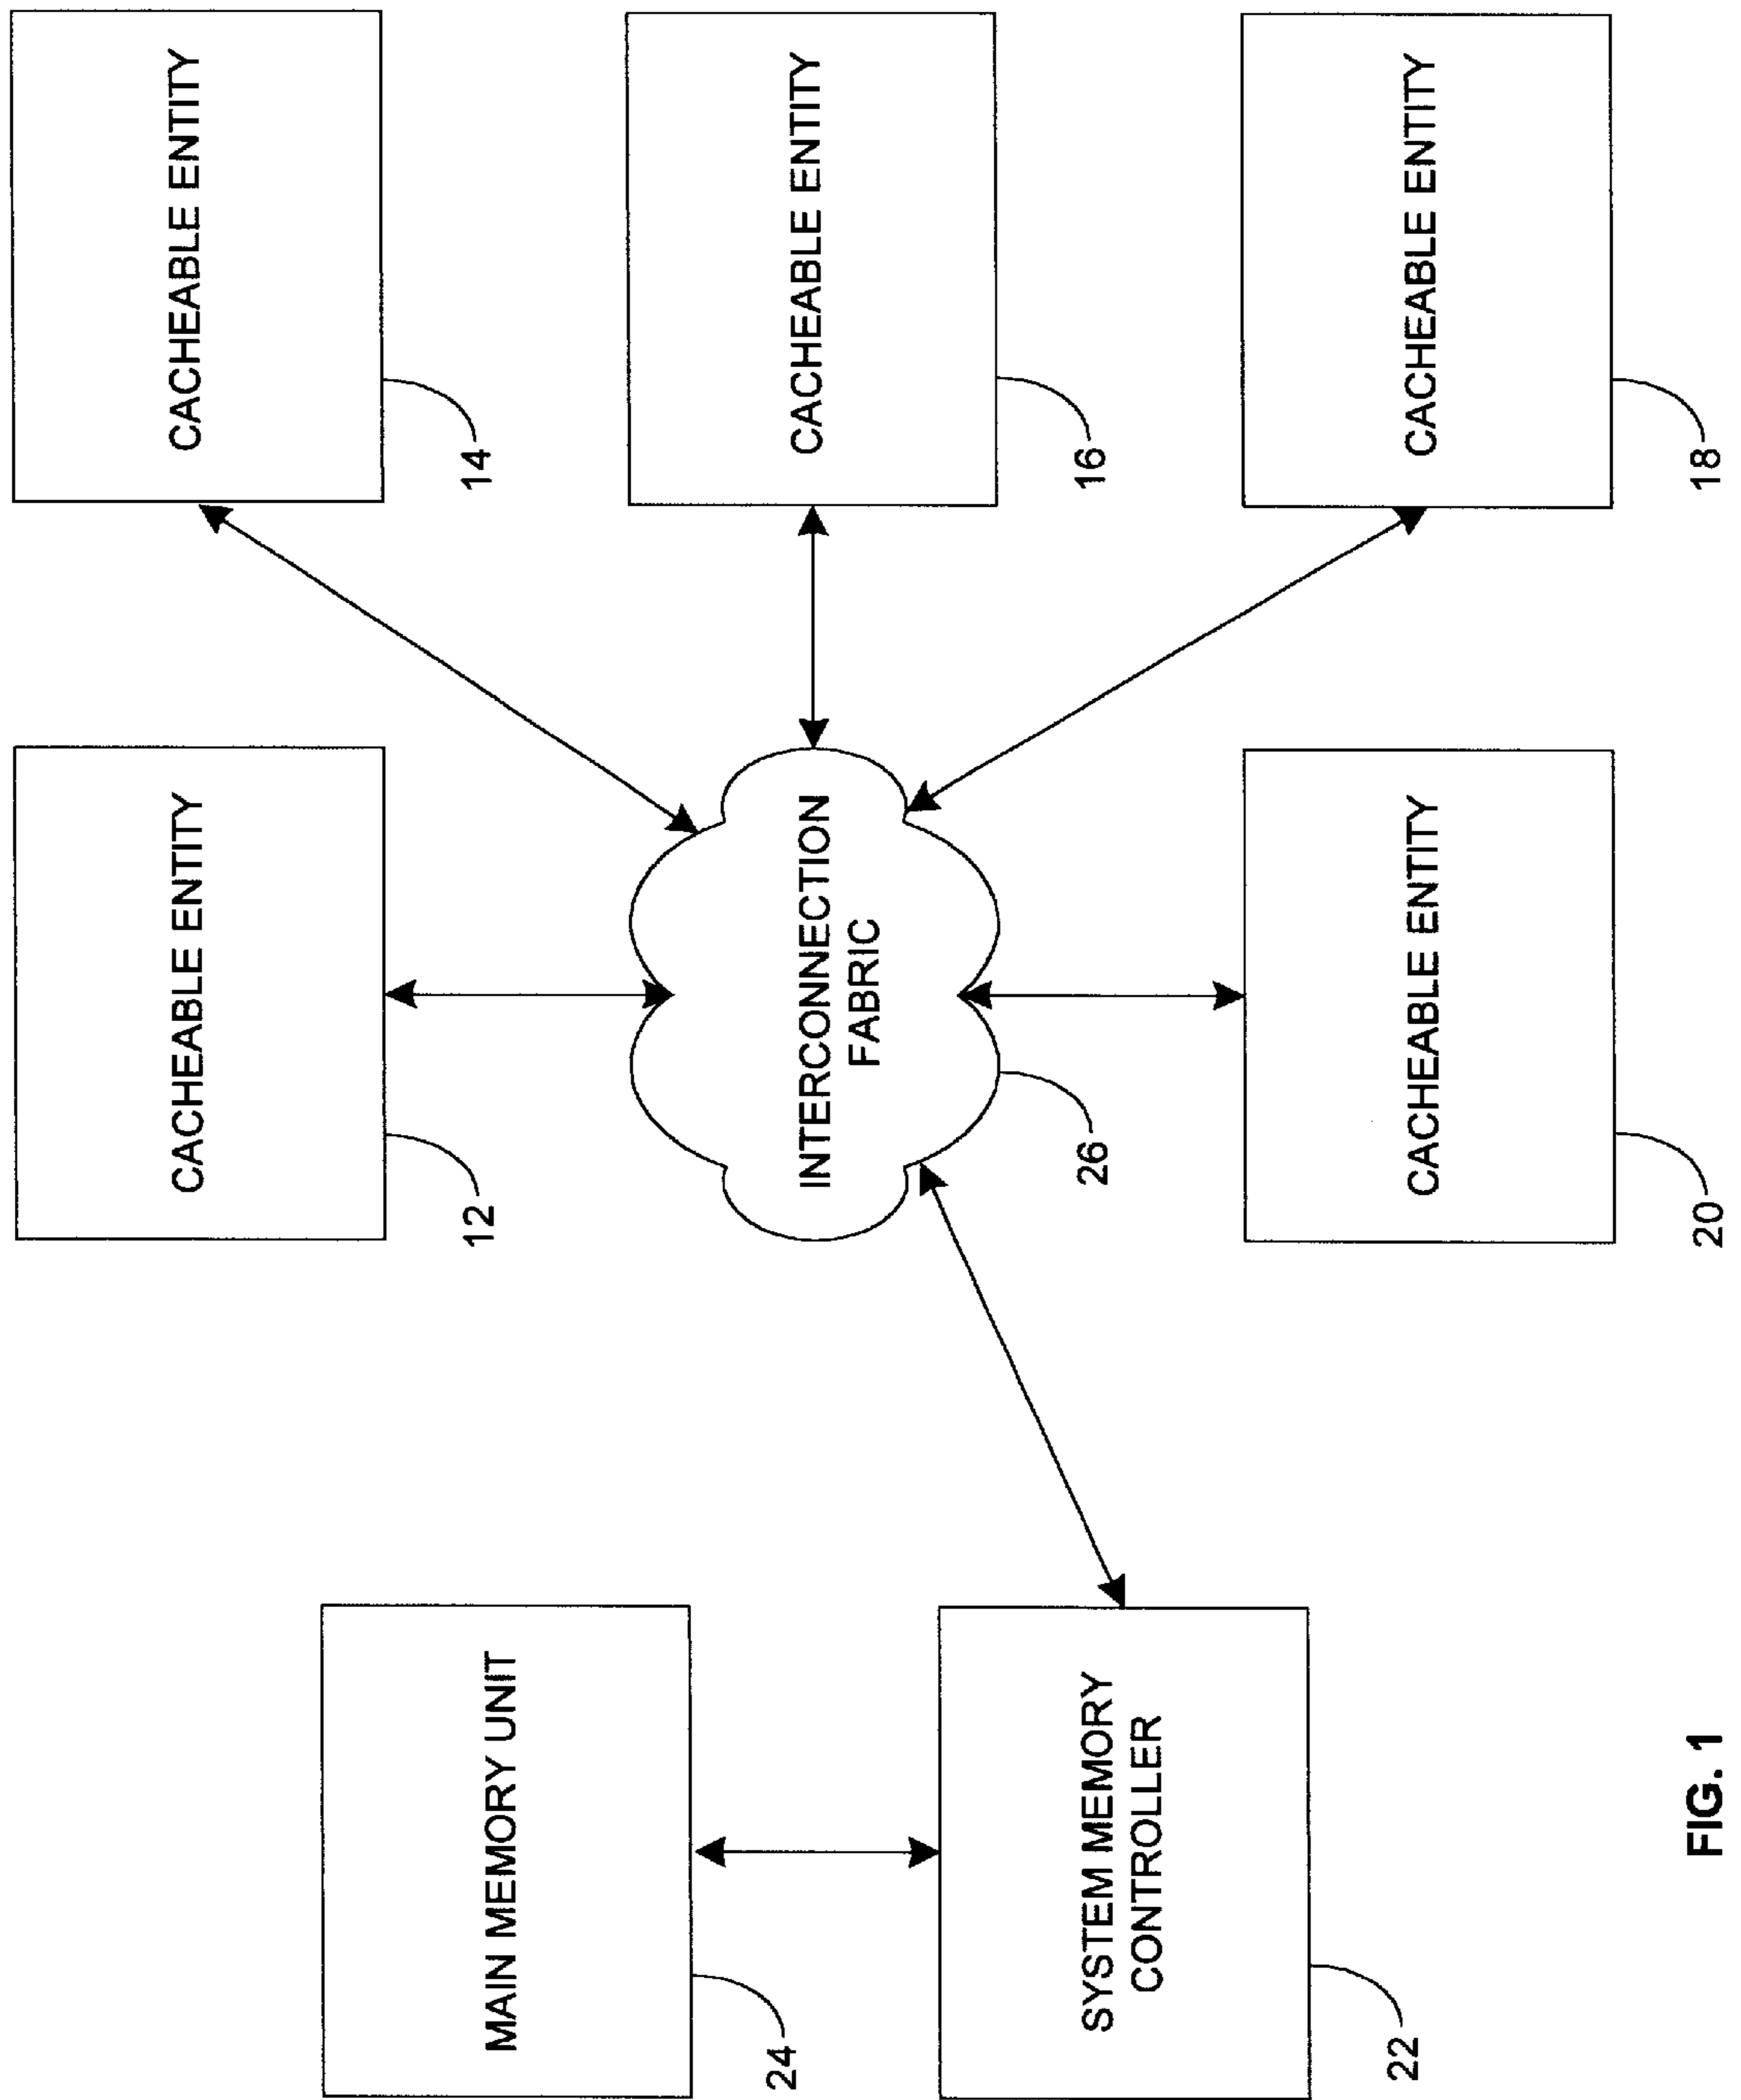 MAIN MEMORY UNIT
24
SYSTEM MEMORY
CONTROLLER
22
CACHEABLE ENTITY
12
INTERCONNECTION
FABRIC
26
CACHEABLE ENTITY
20
CACHEABLE ENTITY
14
CACHEABLE ENTITY
16
CACHEABLE ENTITY
18
FIG. 1